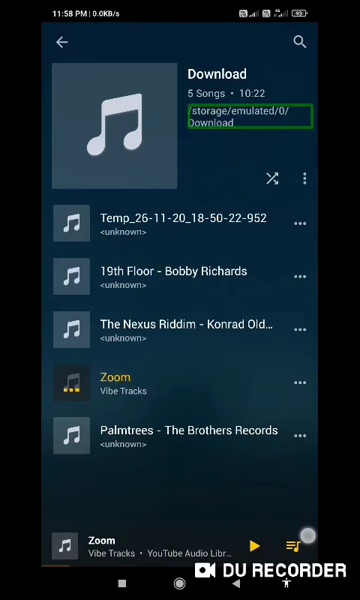 11:58 PM | 0.0KB/s
Download
5 Songs • 10:22
/storage/emulated/0/
Download
Temp_26-11-20_18-50-22-952
<unknown>
19th Floor - Bobby Richards
<unknown>
The Nexus Riddim - Konrad Old...
<unknown>
Zoom
Vibe Tracks
Palmtrees - The Brothers Records
<unknown>
Zoom
Vibe Tracks • YouTube Audio Libr...
DU RECORDER